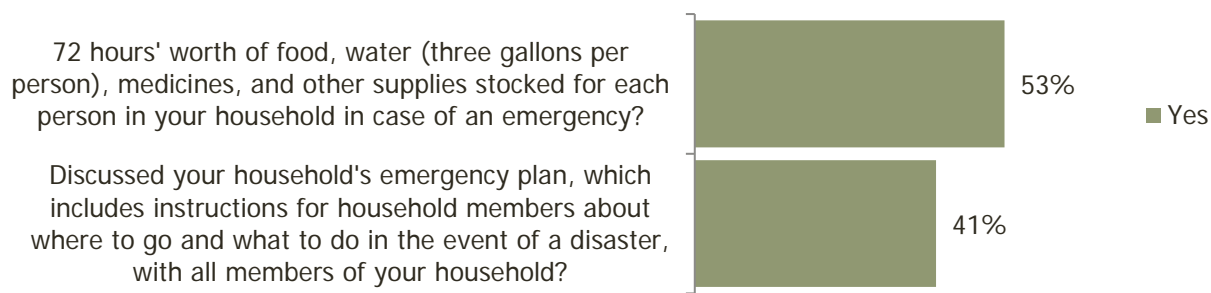 72 hours' worth of food, water (three gallons per
person), medicines, and other supplies stocked for each
person in your household in case of an emergency?
53%
Yes
Discussed your household's emergency plan, which
includes instructions for household members about
where to go and what to do in the event of a disaster,
with all members of your household?
41%